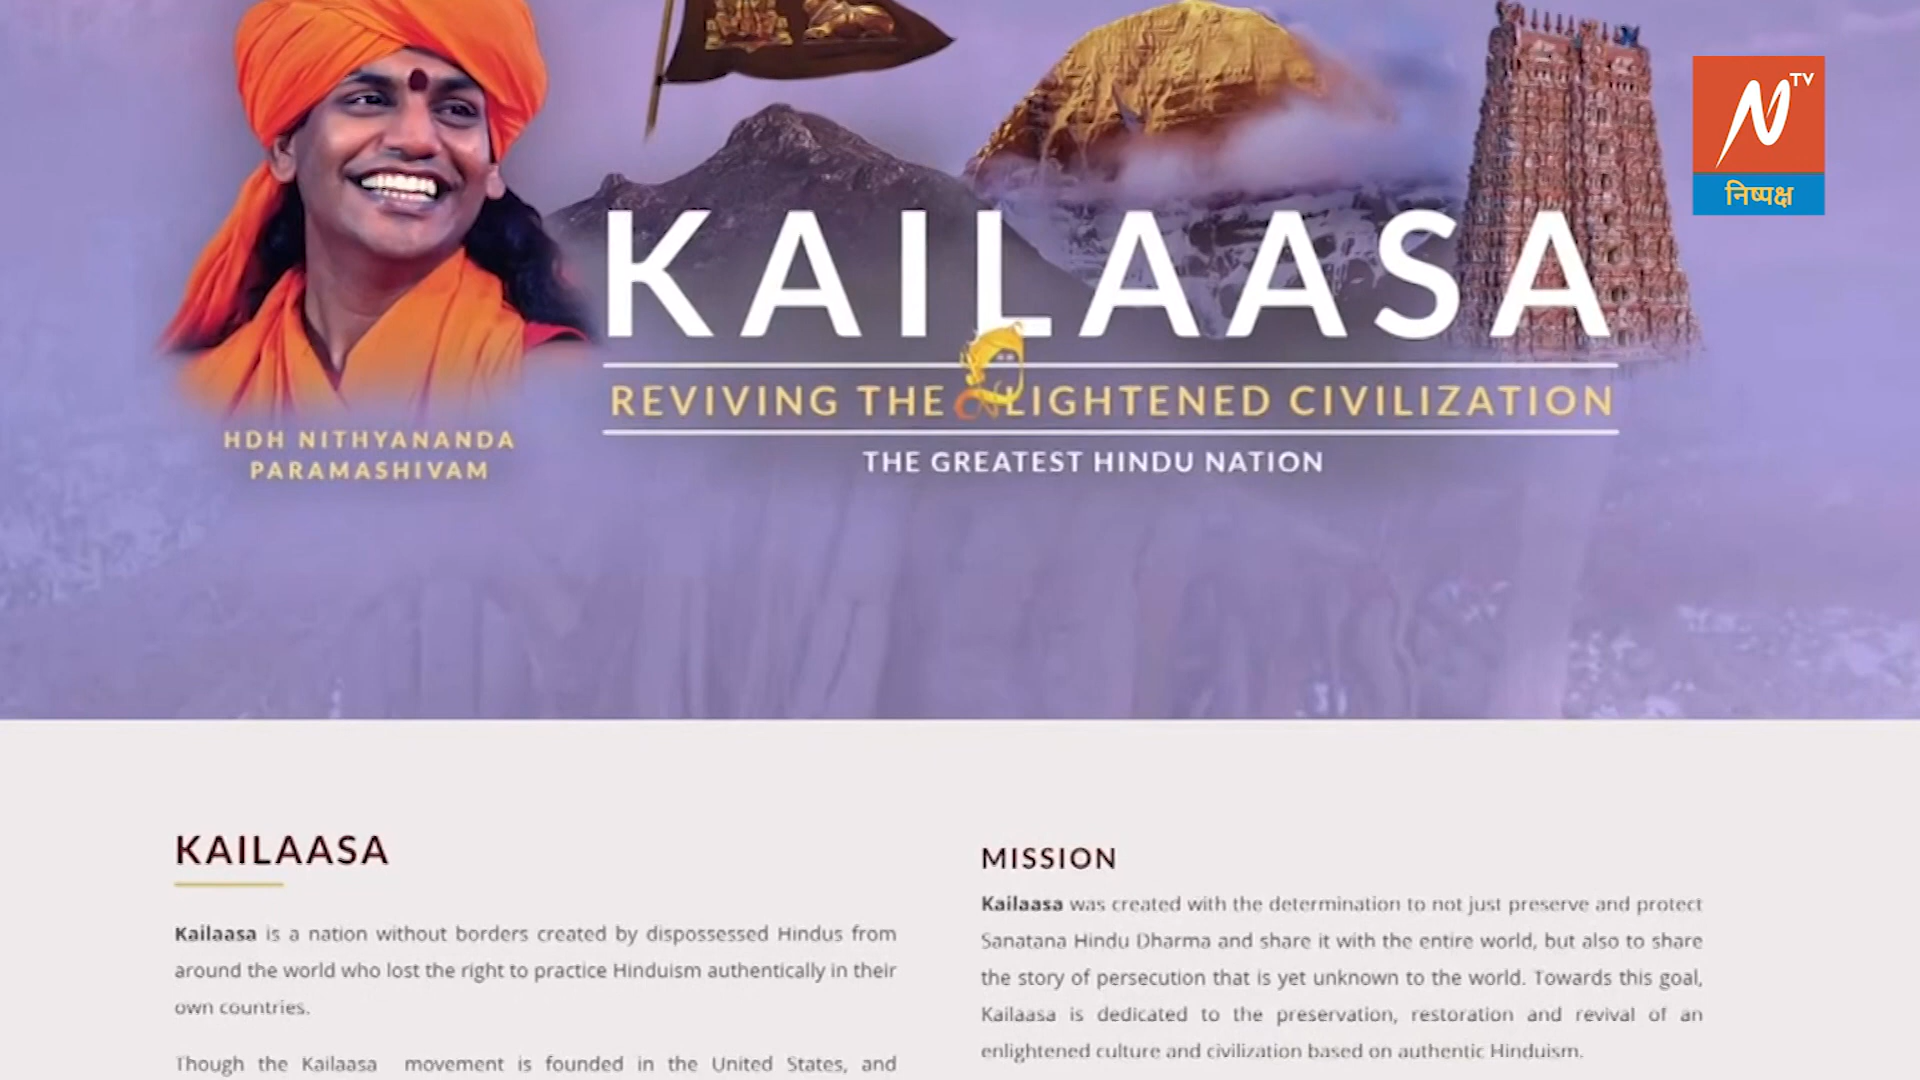 N TV
निष्पक्ष
KAILAASA
REVIVING THE ENLIGHTENED CIVILIZATION
THE GREATEST HINDU NATION
HDH NITHYANANDA
PARAMASHIVAM
KAILAASA
Kailaasa is a nation without borders created by dispossessed Hindus from
around the world who lost the right to practice Hinduism authentically in their
own countries.
Though the Kailaasa movement is founded in the United States, and
MISSION
Kailaasa was created with the determination to not just preserve and protect
Sanatana Hindu Dharma and share it with the entire world, but also to share
the story of persecution that is yet unknown to the world. Towards this goal,
Kailaasa is dedicated to the preservation, restoration and revival of an
enlightened culture and civilization based on authentic Hinduism.